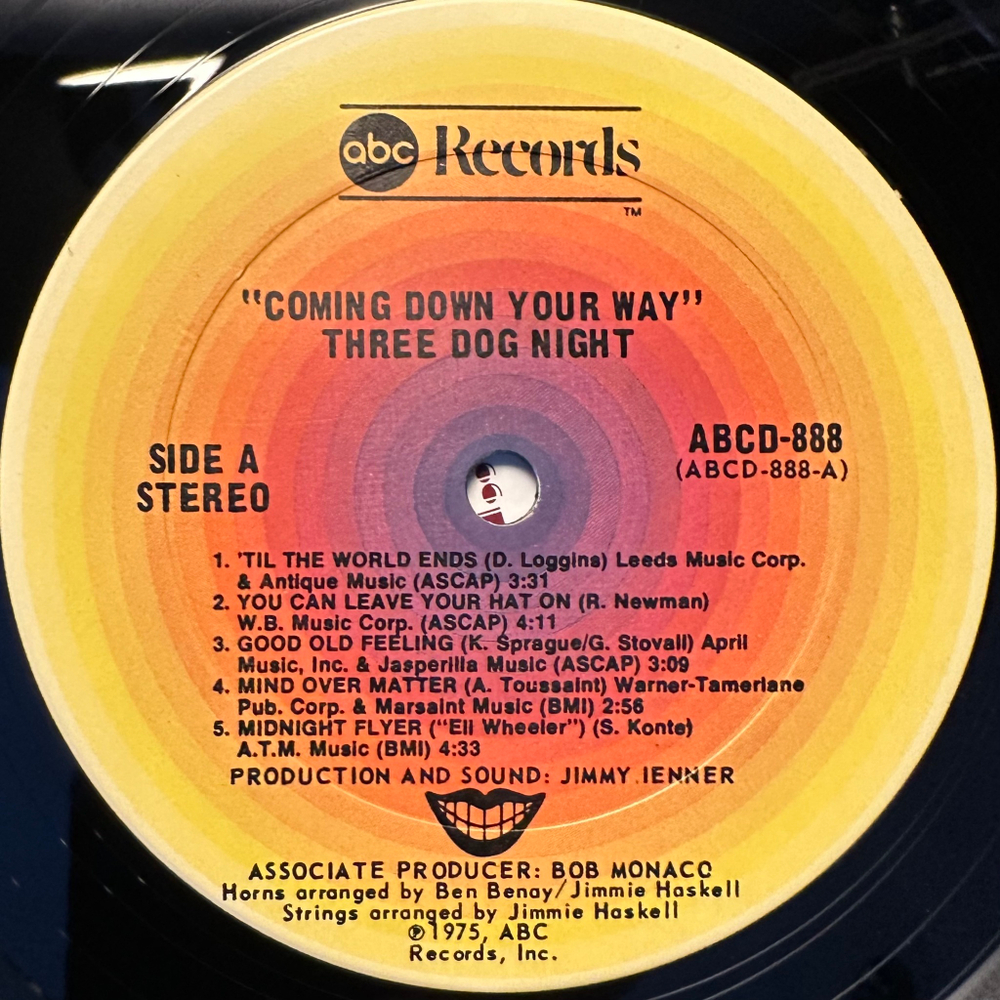 abc Records
TM
"COMING DOWN YOUR WAY"
THREE DOG NIGHT
SIDE A
STEREO
ABCD-888
(ABCD-888-A)
1. 'TIL THE WORLD ENDS (D. Loggins) Leeds Music Corp.
& Antique Music (ASCAP) 3:31
2. YOU CAN LEAVE YOUR HAT ON (R. Newman)
W.B. Music Corp. (ASCAP) 4:11
3. GOOD OLD FEELING (K. Sprague/G. Stovall) April
Music, Inc. & Jasperilla Music (ASCAP) 3:09
4. MIND OVER MATTER (A. Toussaint) Warner-Tamerlane
Pub. Corp. & Marsaint Music (BMI) 2:56
5. MIDNIGHT FLYER ("Eli Wheeler") (S. Konte)
A.T.M. Music (BMI) 4:33
PRODUCTION AND SOUND: JIMMY IENNER
ASSOCIATE PRODUCER: BOB MONACO
Horns arranged by Ben Benay/Jimmie Haskell
Strings arranged by Jimmie Haskell
℗1975, ABC
Records, Inc.